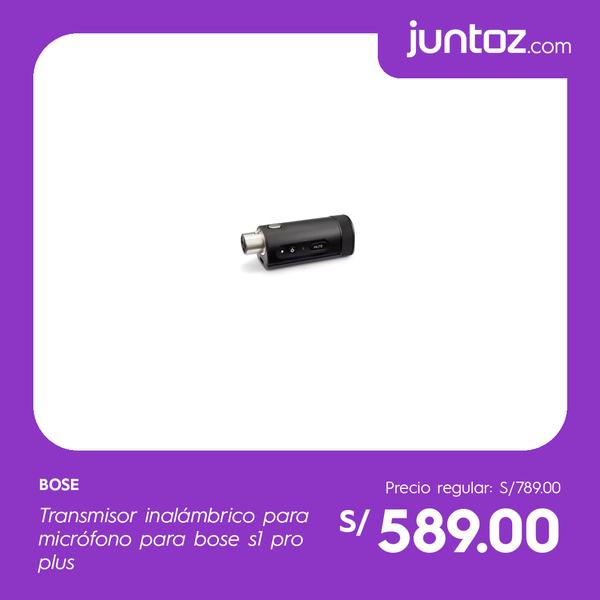 juntoz.com
MUTE
BOSE
Transmisor inalámbrico para
micrófono para bose s1 pro
plus
Precio regular: S/789.00
S/589.00